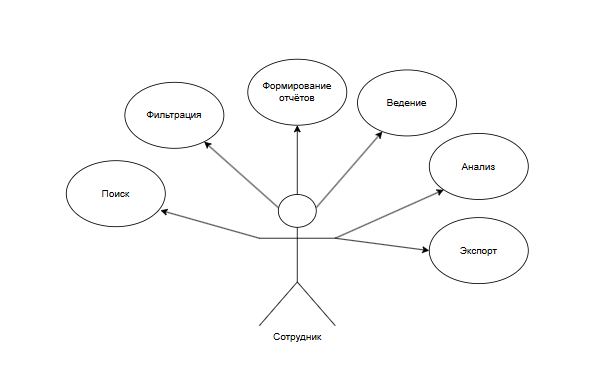 Формирование
отчётов
Ведение
Фильтрация
Анализ
Поиск
Экспорт
Сотрудник